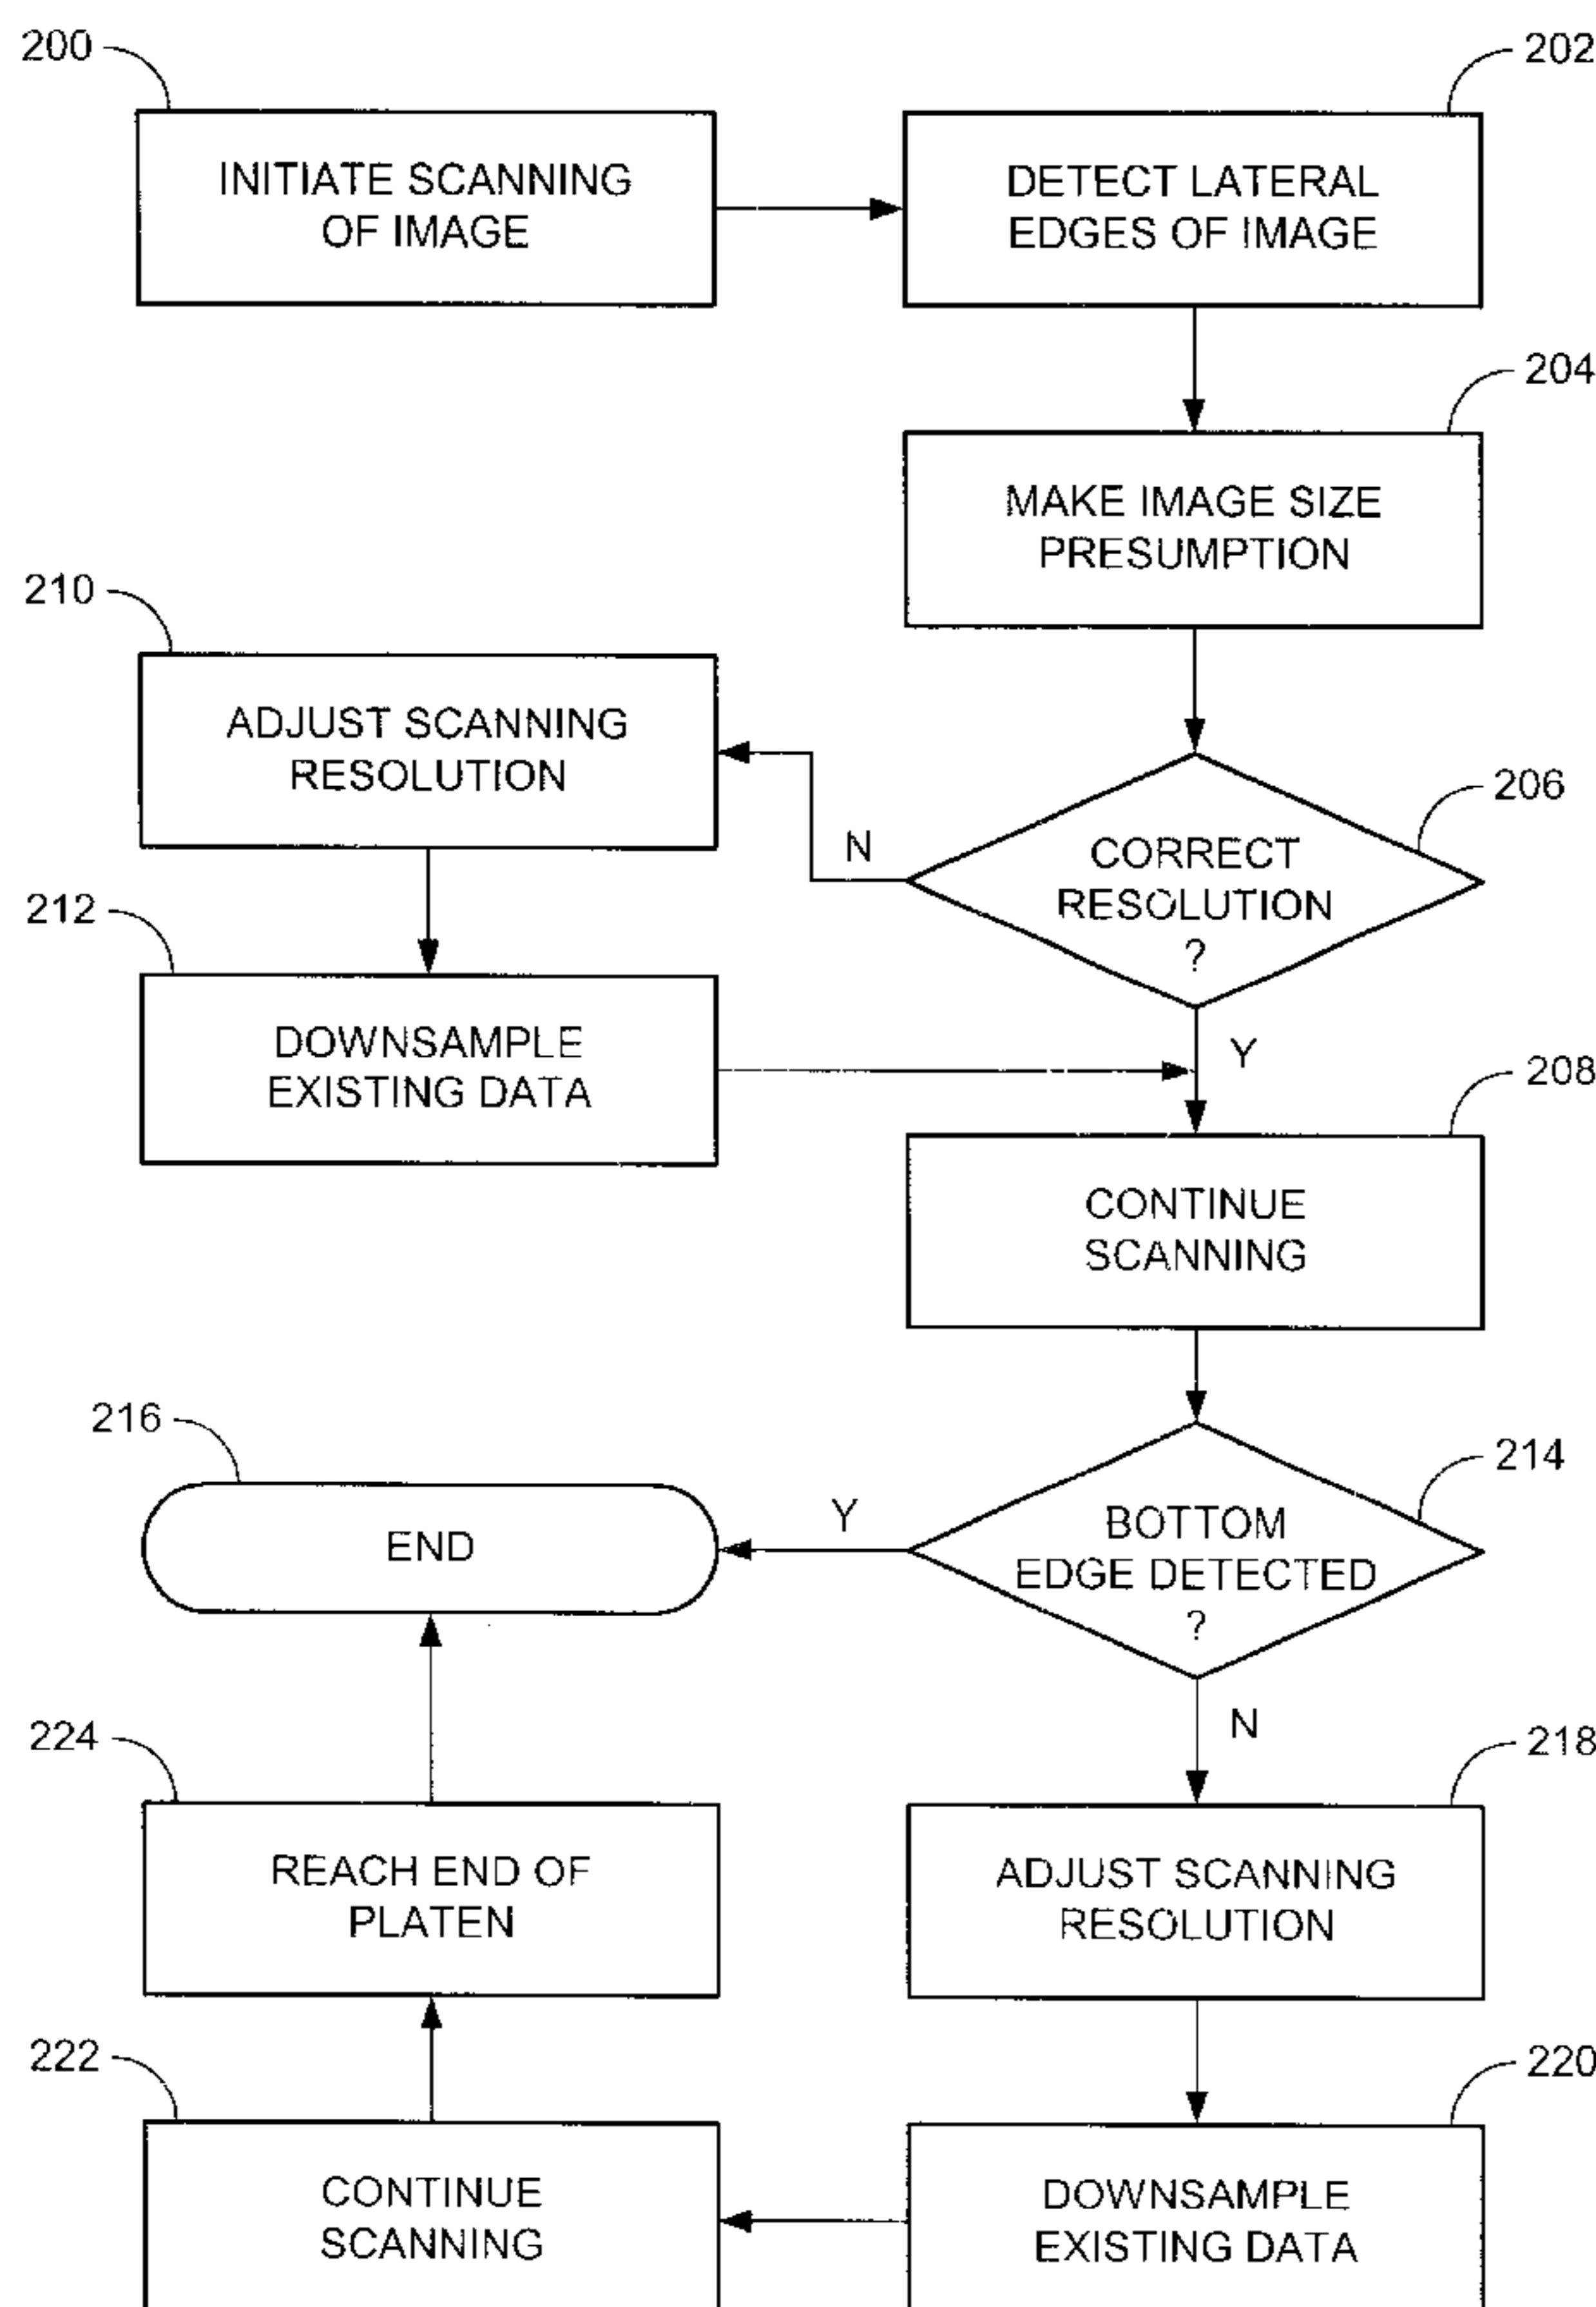 200
INITIATE SCANNING
OF IMAGE
202
DETECT LATERAL
EDGES OF IMAGE
204
MAKE IMAGE SIZE
PRESUMPTION
206
CORRECT
RESOLUTION
?
N
Y
210
ADJUST SCANNING
RESOLUTION
212
DOWNSAMPLE
EXISTING DATA
208
CONTINUE
SCANNING
214
BOTTOM
EDGE DETECTED
?
Y
N
216
END
218
ADJUST SCANNING
RESOLUTION
220
DOWNSAMPLE
EXISTING DATA
222
CONTINUE
SCANNING
224
REACH END OF
PLATEN